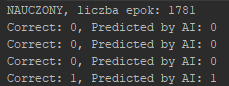 NAUCZONY, liczba epok: 1781
Correct: 0, Predicted by AI: 0
Correct: 0, Predicted by AI: 0
Correct: 0, Predicted by AI: 0
Correct: 1, Predicted by AI: 1